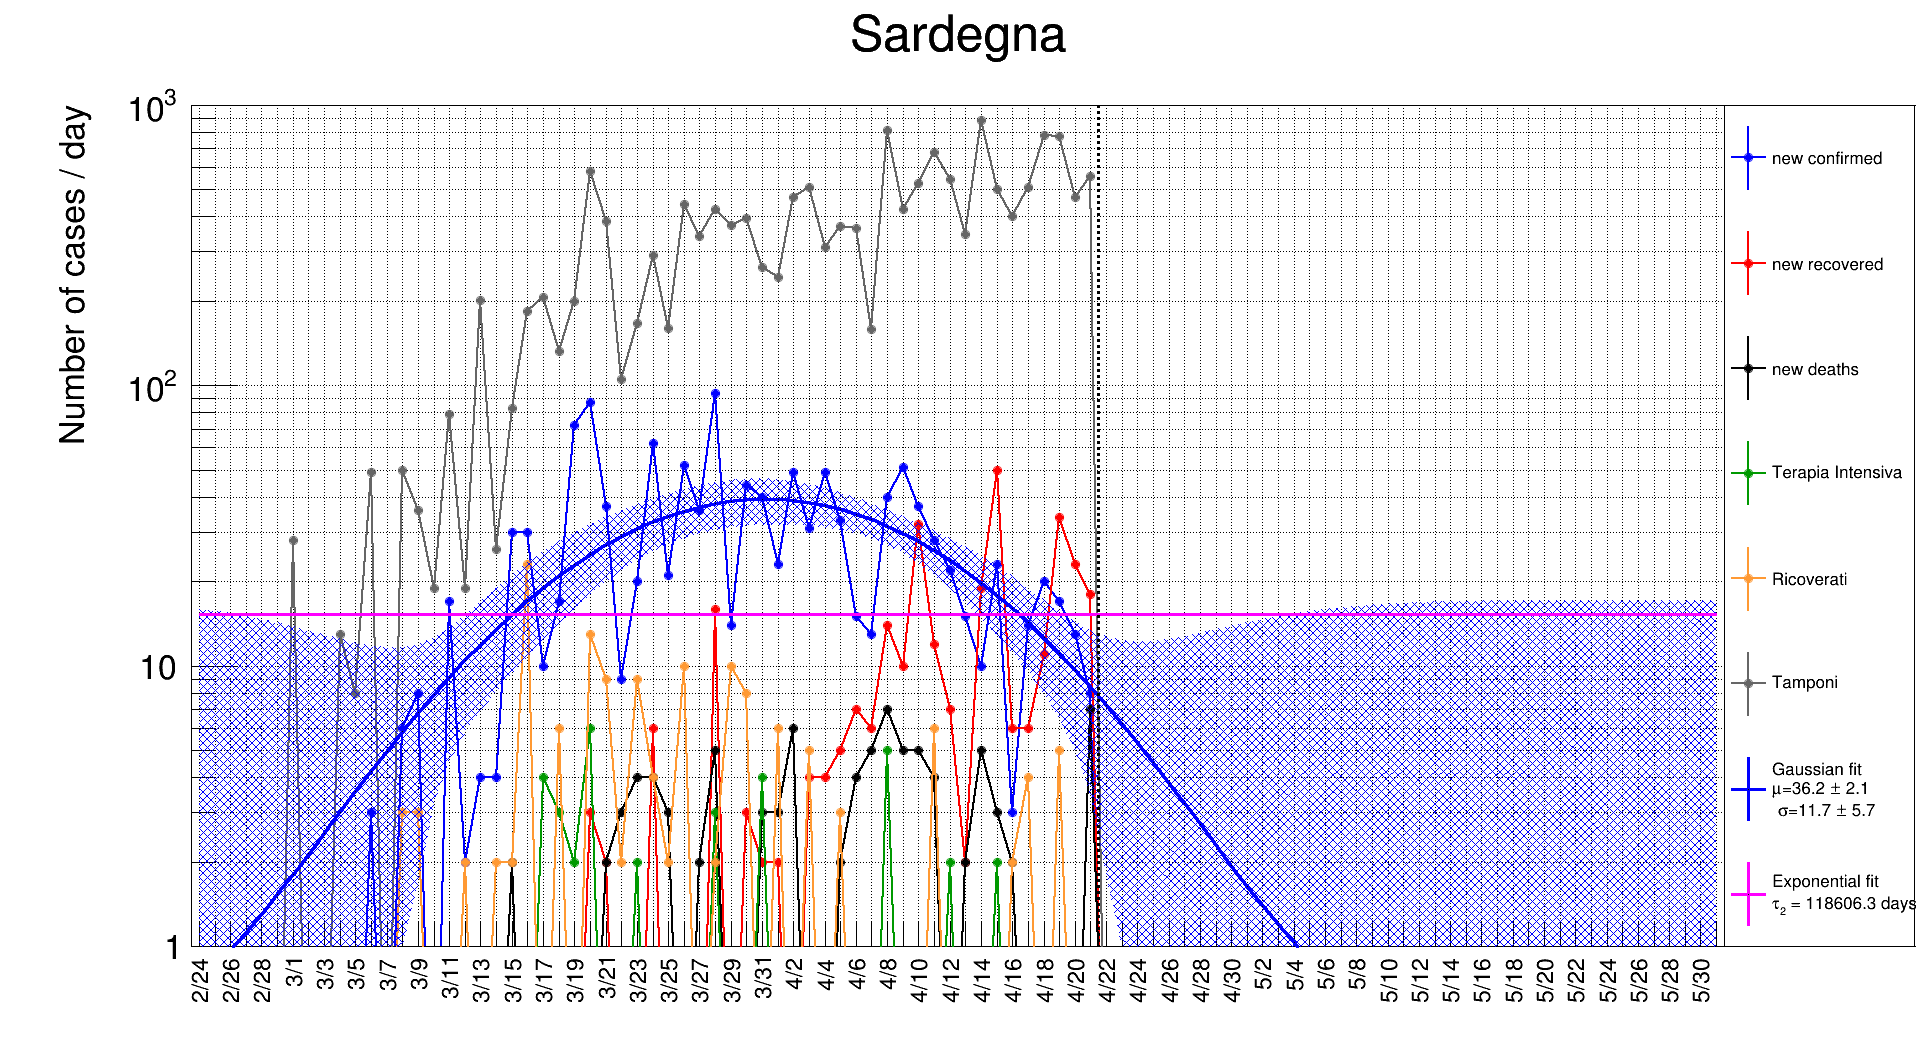 Sardegna
Number of cases / day
10³
10²
10
1
2/24 2/26 2/28 3/1 3/3 3/5 3/7 3/9 3/11 3/13 3/15 3/17 3/19 3/21 3/23 3/25 3/27 3/29 3/31 4/2 4/4 4/6 4/8 4/10 4/12 4/14 4/16 4/18 4/20 4/22 4/24 4/26 4/28 4/30 5/2 5/4 5/6 5/8 5/10 5/12 5/14 5/16 5/18 5/20 5/22 5/24 5/26 5/28 5/30
new confirmed
new recovered
new deaths
Terapia Intensiva
Ricoverati
Tamponi
Gaussian fit
μ=36.2 ± 2.1
σ=11.7 ± 5.7
Exponential fit
τ₂ = 118606.3 days